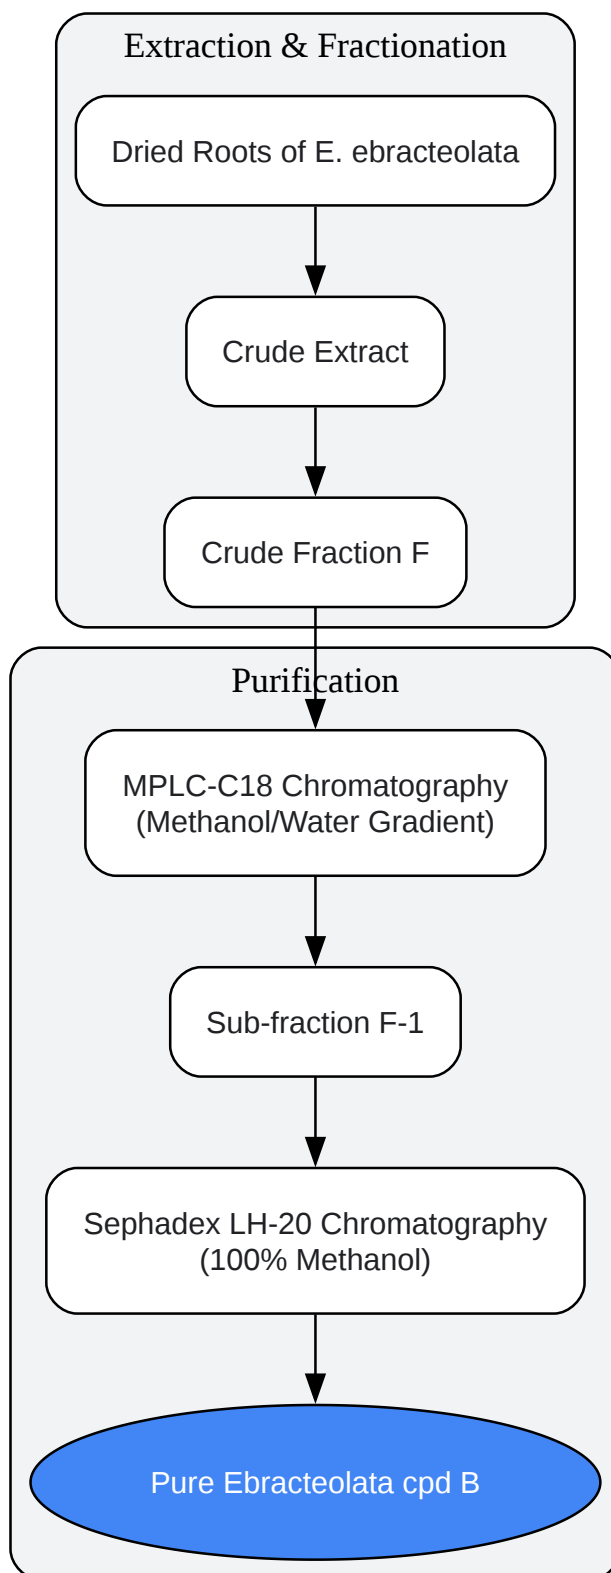 Extraction & Fractionation
Dried Roots of E. ebracteolata
Crude Extract
Crude Fraction F
Purification
MPLC-C18 Chromatography
(Methanol/Water Gradient)
Sub-fraction F-1
Sephadex LH-20 Chromatography
(100% Methanol)
Pure Ebracteolata cpd B